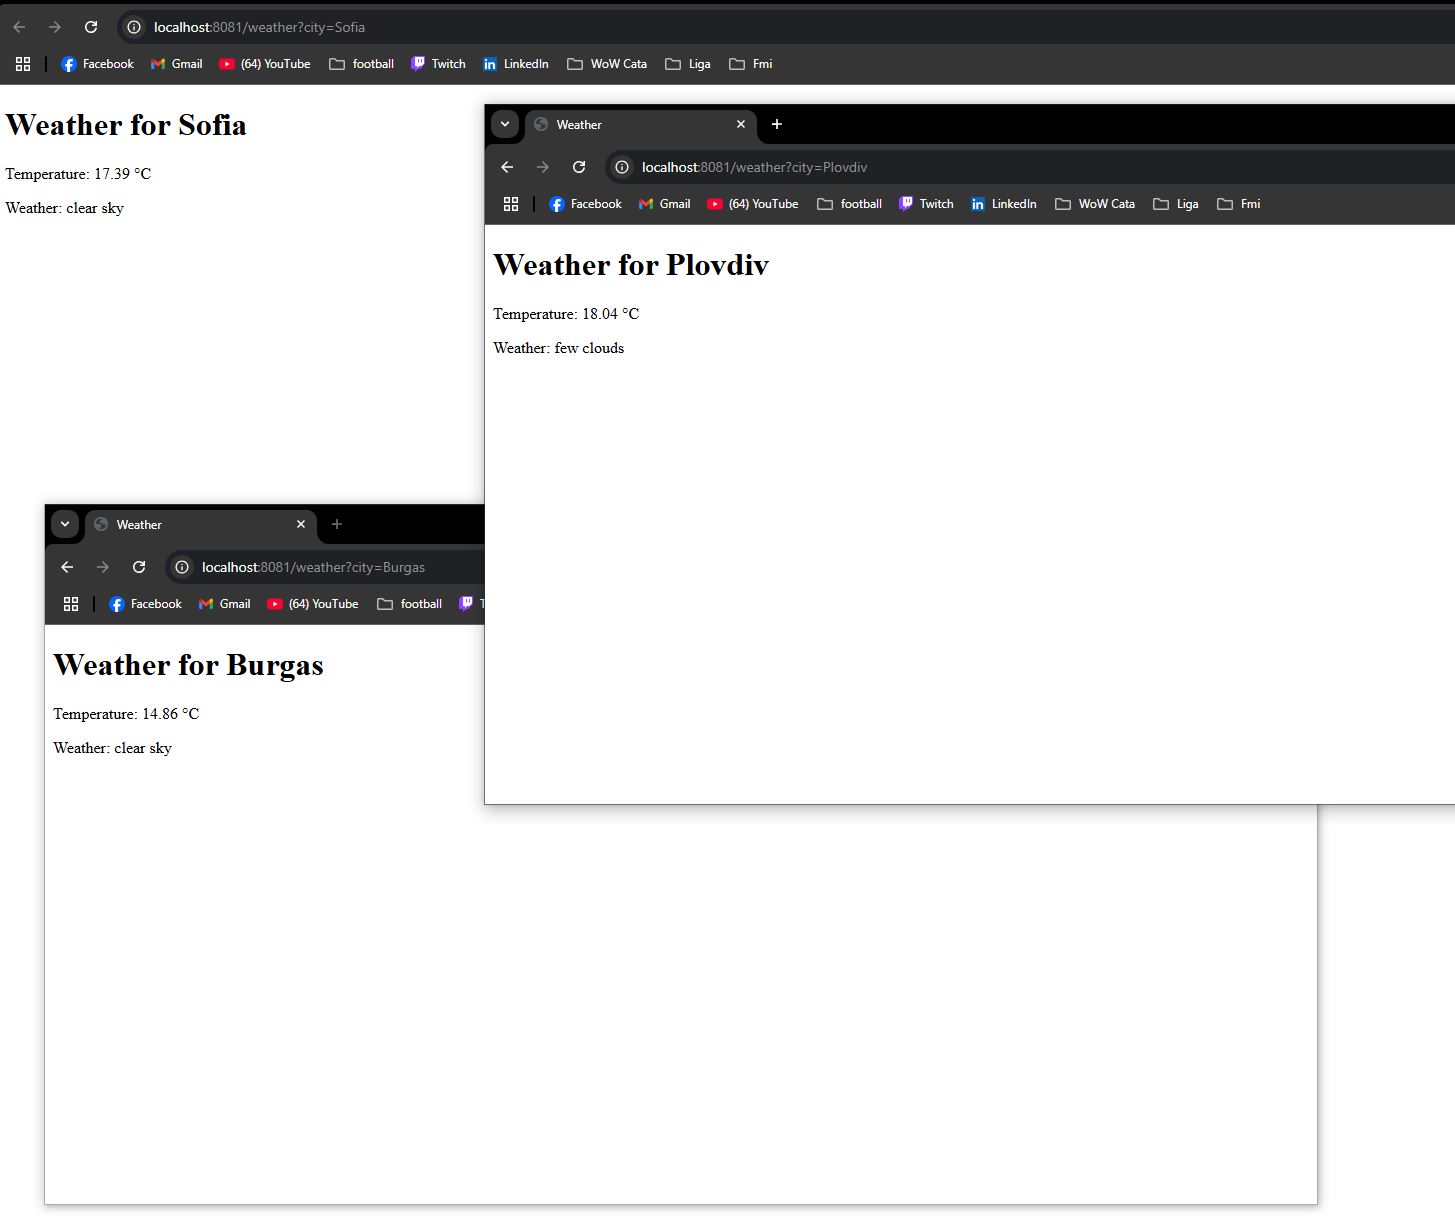 localhost:8081/weather?city=Sofia
Facebook Gmail (64) YouTube football Twitch LinkedIn WoW Cata Liga Fmi
Weather for Sofia
Temperature: 17.39 °C
Weather: clear sky
Weather
localhost:8081/weather?city=Plovdiv
Facebook Gmail (64) YouTube football Twitch LinkedIn WoW Cata Liga Fmi
Weather for Plovdiv
Temperature: 18.04 °C
Weather: few clouds
Weather
localhost:8081/weather?city=Burgas
Facebook Gmail (64) YouTube football T
Weather for Burgas
Temperature: 14.86 °C
Weather: clear sky